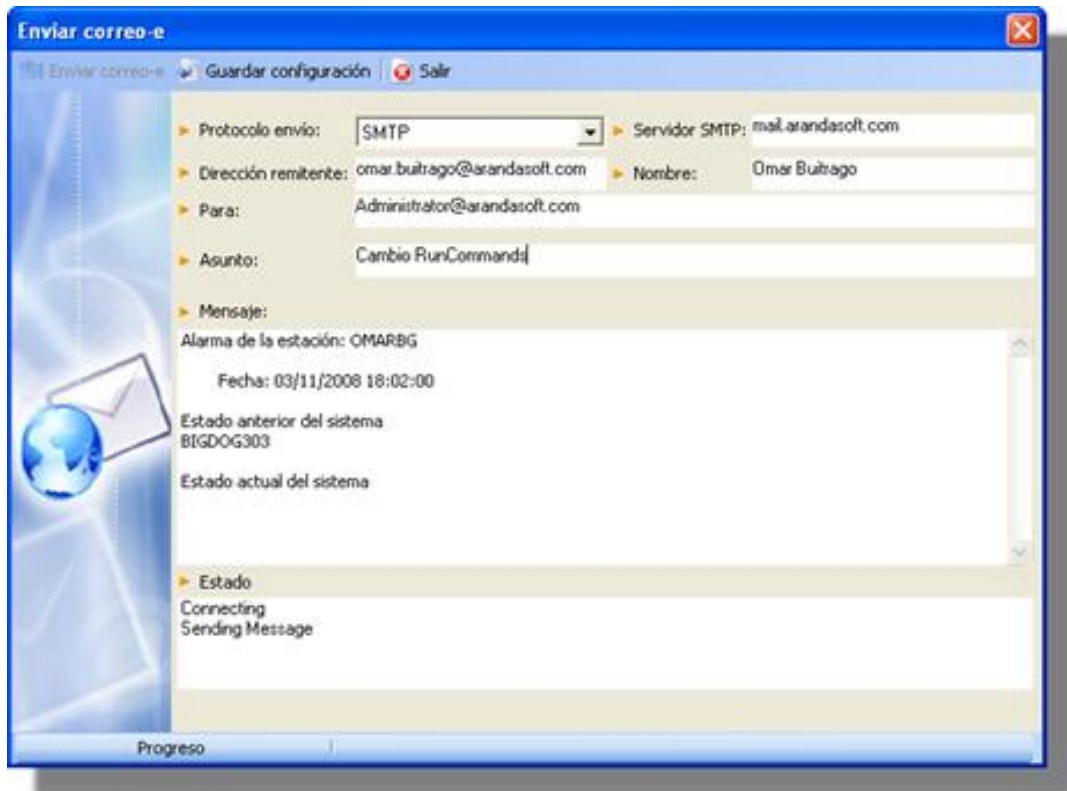 Enviar correo-e
Enviar correo-e Guardar configuración Salir
Protocolo envío: SMTP Servidor SMTP: mail.arandasoft.com
Dirección remitente: omar.buitrago@arandasoft.com Nombre: Omar Buitrago
Para: Administrator@arandasoft.com
Asunto: Cambio RunCommands
Mensaje:
Alarma de la estación: OMARBG
Fecha: 03/11/2008 18:02:00
Estado anterior del sistema
BIGDOG303
Estado actual del sistema
Estado
Connecting
Sending Message
Progreso